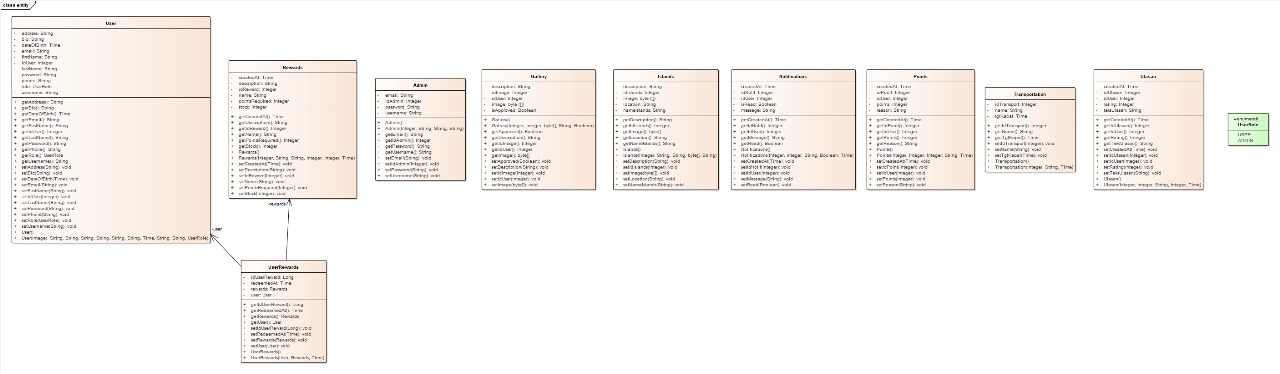 class entity
User
- address: String
- bio: String
- dateOfBirth: Time
- email: String
- firstName: String
- idUser: Integer
- lastName: String
- password: String
- phone: String
- role: UserRole
- username: String
+ getAddress(): String
+ getBio(): String
+ getDateOfBirth(): Time
+ getEmail(): String
+ getFirstName(): String
+ getIdUser(): Integer
+ getLastName(): String
+ getPassword(): String
+ getPhone(): String
+ getRole(): UserRole
+ getUsername(): String
+ setAddress(String): void
+ setBio(String): void
+ setDateOfBirth(Time): void
+ setEmail(String): void
+ setFirstName(String): void
+ setIdUser(Integer): void
+ setLastName(String): void
+ setPassword(String): void
+ setPhone(String): void
+ setRole(UserRole): void
+ setUsername(String): void
+ User()
+ User(Integer, String, String, String, String, String, String, Time, String, String, UserRole)
Rewards
- createdAt: Time
- description: String
- idReward: Integer
- name: String
- pointsRequired: Integer
- stock: Integer
+ getCreatedAt(): Time
+ getDescription(): String
+ getIdReward(): Integer
+ getName(): String
+ getPointsRequired(): Integer
+ getStock(): Integer
+ Rewards()
+ Rewards(Integer, String, String, Integer, Integer, Time)
+ setCreatedAt(Time): void
+ setDescription(String): void
+ setIdReward(Integer): void
+ setName(String): void
+ setPointsRequired(Integer): void
+ setStock(Integer): void
Admin
- email: String
- idAdmin: Integer
- password: String
- username: String
+ Admin()
+ Admin(Integer, String, String, String)
+ getEmail(): String
+ getIdAdmin(): Integer
+ getPassword(): String
+ getUsername(): String
+ setEmail(String): void
+ setIdAdmin(Integer): void
+ setPassword(String): void
+ setUsername(String): void
Gallery
- description: String
- idImage: Integer
- idUser: Integer
- image: byte ([])
- isApproved: Boolean
+ Gallery()
+ Gallery(Integer, Integer, byte[], String, Boolean)
+ getApproved(): Boolean
+ getDescription(): String
+ getIdImage(): Integer
+ getIdUser(): Integer
+ getImage(): byte[]
+ setApproved(Boolean): void
+ setDescription(String): void
+ setIdImage(Integer): void
+ setIdUser(Integer): void
+ setImage(byte[]): void
Islands
- description: String
- idIslands: Integer
- image: byte ([])
- location: String
- nameIslands: String
+ getDescription(): String
+ getIdIslands(): Integer
+ getImage(): byte[]
+ getLocation(): String
+ getNameIslands(): String
+ Islands()
+ Islands(Integer, String, String, byte[], String)
+ setDescription(String): void
+ setIdIslands(Integer): void
+ setImage(byte[]): void
+ setLocation(String): void
+ setNameIslands(String): void
Notifications
- createdAt: Time
- idNotif: Integer
- idUser: Integer
- isRead: Boolean
- message: String
+ getCreatedAt(): Time
+ getIdNotif(): Integer
+ getIdUser(): Integer
+ getMessage(): String
+ getRead(): Boolean
+ Notifications()
+ Notifications(Integer, Integer, String, Boolean, Time)
+ setCreatedAt(Time): void
+ setIdNotif(Integer): void
+ setIdUser(Integer): void
+ setMessage(String): void
+ setRead(Boolean): void
Points
- createdAt: Time
- idPoint: Integer
- idUser: Integer
- points: Integer
- reason: String
+ getCreatedAt(): Time
+ getIdPoint(): Integer
+ getIdUser(): Integer
+ getPoints(): Integer
+ getReason(): String
+ Points()
+ Points(Integer, Integer, Integer, String, Time)
+ setCreatedAt(Time): void
+ setIdPoint(Integer): void
+ setIdUser(Integer): void
+ setPoints(Integer): void
+ setReason(String): void
Transportation
- idTransport: Integer
- name: String
- tglKapal: Time
+ getIdTransport(): Integer
+ getName(): String
+ getTglKapal(): Time
+ setIdTransport(Integer): void
+ setName(String): void
+ setTglKapal(Time): void
+ Transportation()
+ Transportation(Integer, String, Time)
Ulasan
- createdAt: Time
- idUlasan: Integer
- idUser: Integer
- rating: Integer
- teksUlasan: String
+ getCreatedAt(): Time
+ getIdUlasan(): Integer
+ getIdUser(): Integer
+ getRating(): Integer
+ getTeksUlasan(): String
+ setCreatedAt(Time): void
+ setIdUlasan(Integer): void
+ setIdUser(Integer): void
+ setRating(Integer): void
+ setTeksUlasan(String): void
+ Ulasan()
+ Ulasan(Integer, Integer, String, Integer, Time)
UserRole
USER
ADMIN
-rewards
-user
UserRewards
- idUserReward: Long
- redeemedAt: Time
- rewards: Rewards
- user: User
+ getIdUserReward(): Long
+ getRedeemedAt(): Time
+ getRewards(): Rewards
+ getUser(): User
+ setIdUserReward(Long): void
+ setRedeemedAt(Time): void
+ setRewards(Rewards): void
+ setUser(User): void
+ UserRewards()
+ UserRewards(User, Rewards, Time)